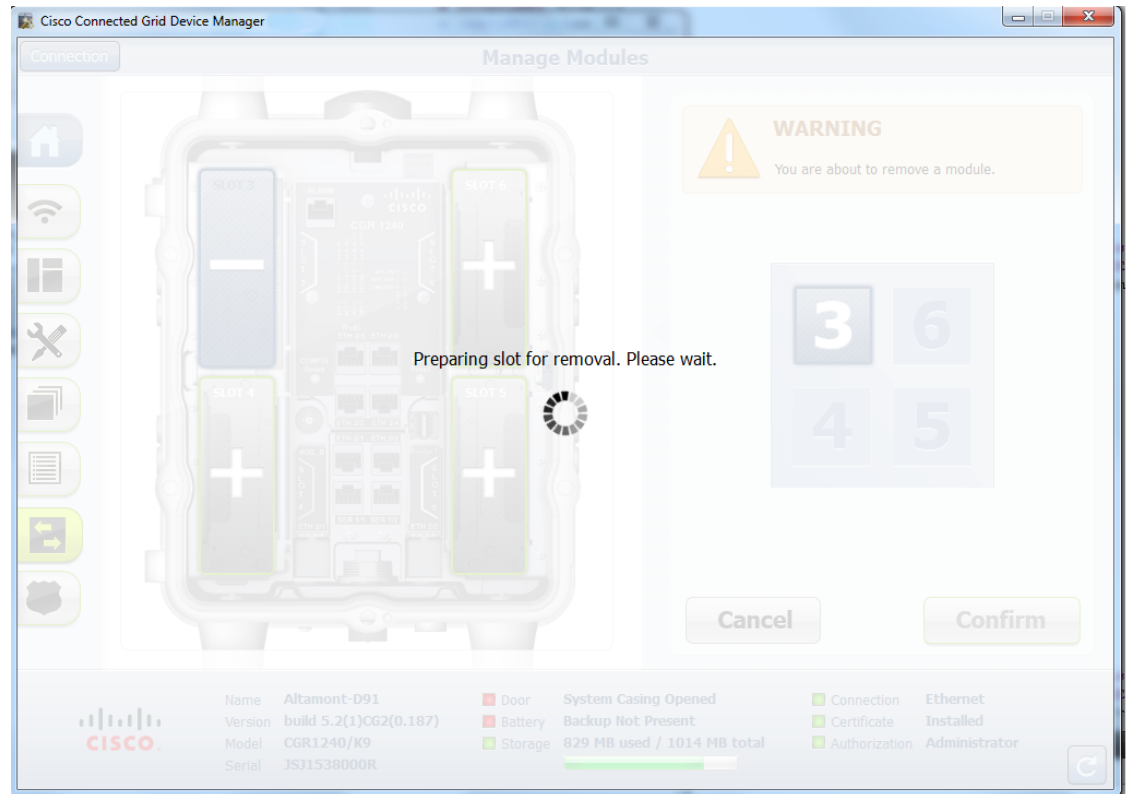 Cisco Connected Grid Device Manager
Connection
Manage Modules
WARNING
You are about to remove a module.
SLOT 3
SLOT 6
CISCO
CGR 1240
3
6
Preparing slot for removal. Please wait.
SLOT 4
SLOT 5
4
5
Cancel
Confirm
CISCO
Name Altamont-D91
Version build 5.2(1)CG2(0.187)
Model CGR1240/K9
Serial JSJ1538000R
Door System Casing Opened
Battery Backup Not Present
Storage 829 MB used / 1014 MB total
Connection Ethernet
Certificate Installed
Authorization Administrator